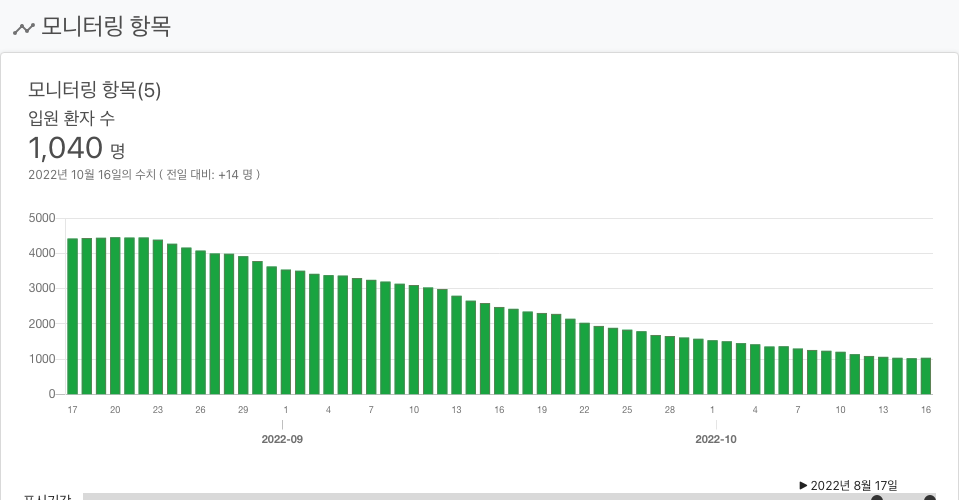 모니터링 항목
모니터링 항목(5)
입원 환자 수
1,040 명
2022년 10월 16일의 수치 ( 전일 대비: +14 명 )
5000
4000
3000
2000
1000
0
17 20 23 26 29 1 4 7 10 13 16 19 22 25 28 1 4 7 10 13 16
2022-09 2022-10
▶ 2022년 8월 17일
표시기간